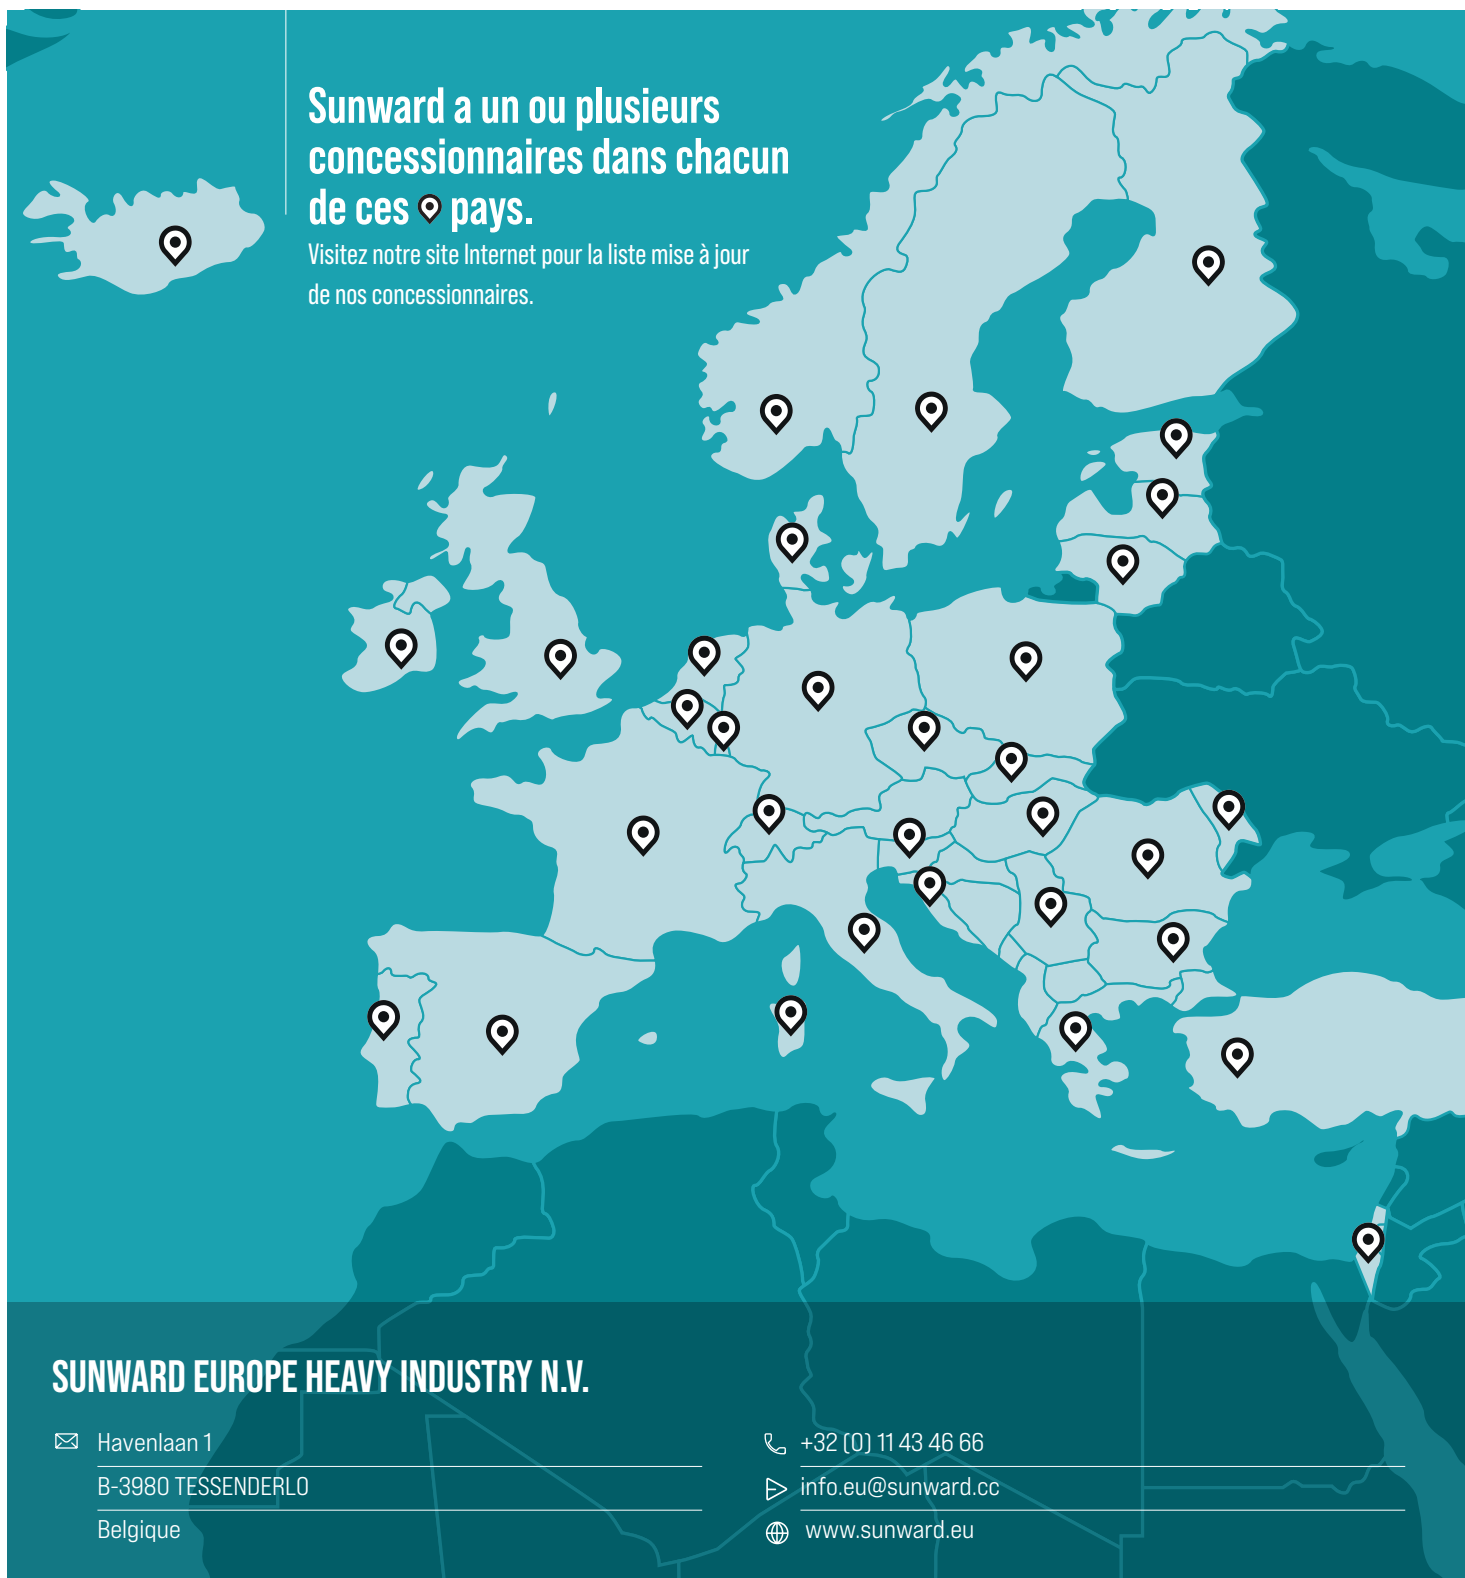 Sunward a un ou plusieurs
concessionnaires dans chacun
de ces pays.
Visitez notre site Internet pour la liste mise à jour
de nos concessionnaires.
SUNWARD EUROPE HEAVY INDUSTRY N.V.
Havenlaan 1
B-3980 TESSENDERLO
Belgique
+32 (0) 11 43 46 66
info.eu@sunward.cc
www.sunward.eu